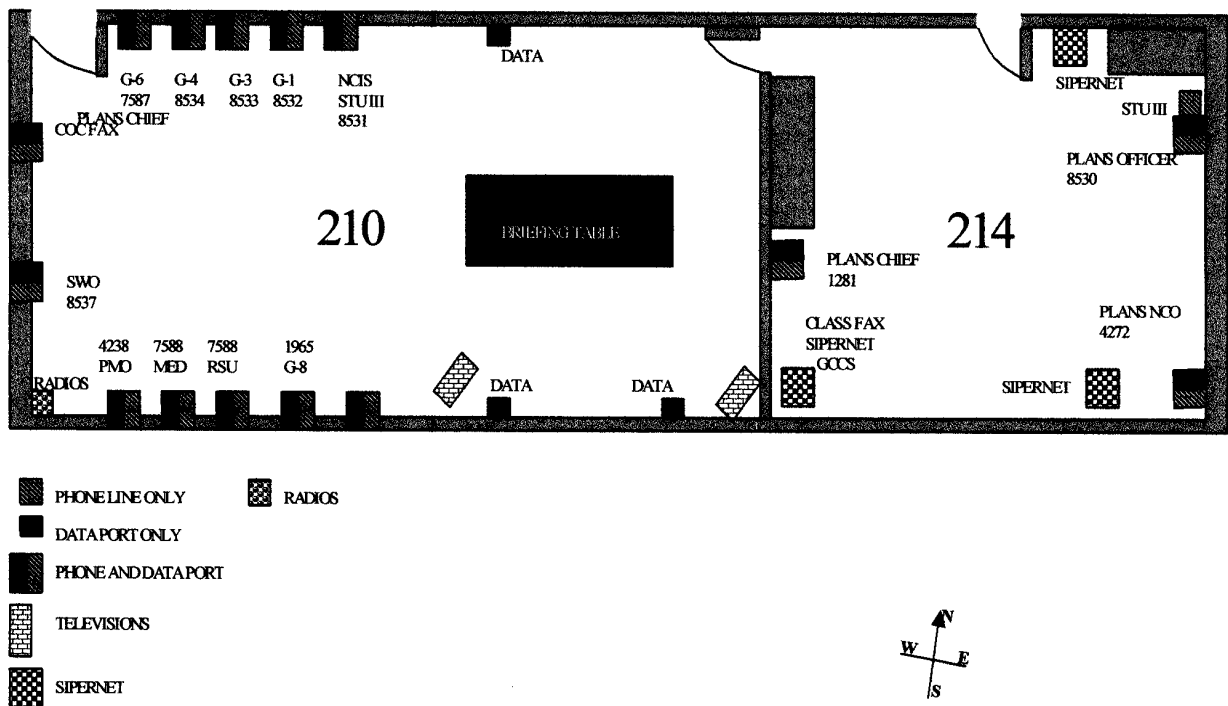 DATA
G-6
7587
G-4
8534
G-3
8533
G-1
8532
NCIS
STU III
8531
PLANS CHIEF
COC FAX
SIPERNET
STU III
PLANS OFFICER
8530
210
BRIEFING TABLE
214
PLANS CHIEF
1281
SWO
8537
CLASS FAX
SIPERNET
GCCS
PLANS NCO
4272
4238
PMO
7588
MED
7588
RSU
1965
G-8
RADIOS
DATA
DATA
SIPERNET
PHONE LINE ONLY
RADIOS
DATA PORT ONLY
PHONE AND DATA PORT
TELEVISIONS
SIPERNET
N
W
E
S